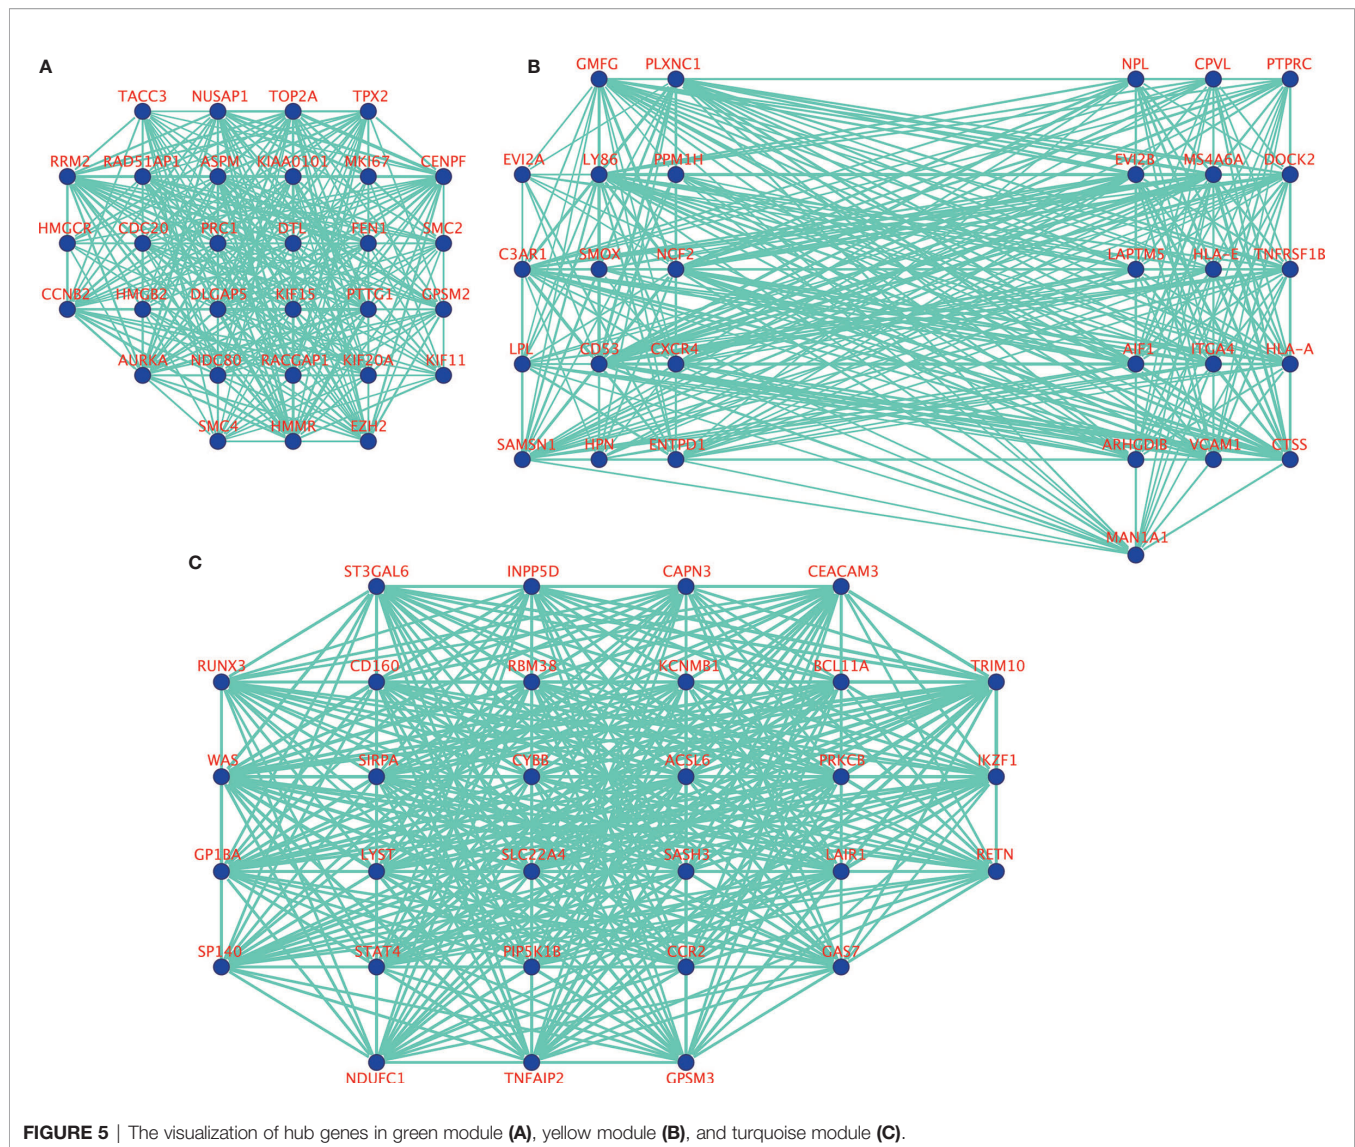 A
TACC3 NUSAP1 TOP2A TPX2
RRM2 RAD51AP1 ASPM KIAA0101 MKI67 CENPF
HMGCR CDC20 PRC1 DTL FEN1 SMC2
CCNB2 HMGB2 DLGAP5 KIF15 PTTG1 GPSM2
AURKA NDC80 RACGAP1 KIF20A KIF11
SMC4 HMMR EZH2
B
GMFG PLXNC1 NPL CPVL PTPRC
EVI2A LY86 PPM1H EVI2B MS4A6A DOCK2
C3AR1 SMOX NCF2 LAPTM5 HLA-E TNFRSF1B
LPL CD53 CXCR4 AIF1 ITGA4 HLA-A
SAMSN1 HPN ENTPD1 ARHGDIB VCAM1 CTSS
MAN1A1
C
ST3GAL6 INPP5D CAPN3 CEACAM3
RUNX3 CD160 RBM38 KCNMB1 BCL11A TRIM10
WAS SIRPA CYBB ACSL6 PRKCB IKZF1
GP1BA LYST SLC22A4 SASH3 LAIR1 RETN
SP140 STAT4 PIP5K1B CCR2 GAS7
NDUFC1 TNFAIP2 GPSM3
FIGURE 5 | The visualization of hub genes in green module (A), yellow module (B), and turquoise module (C).